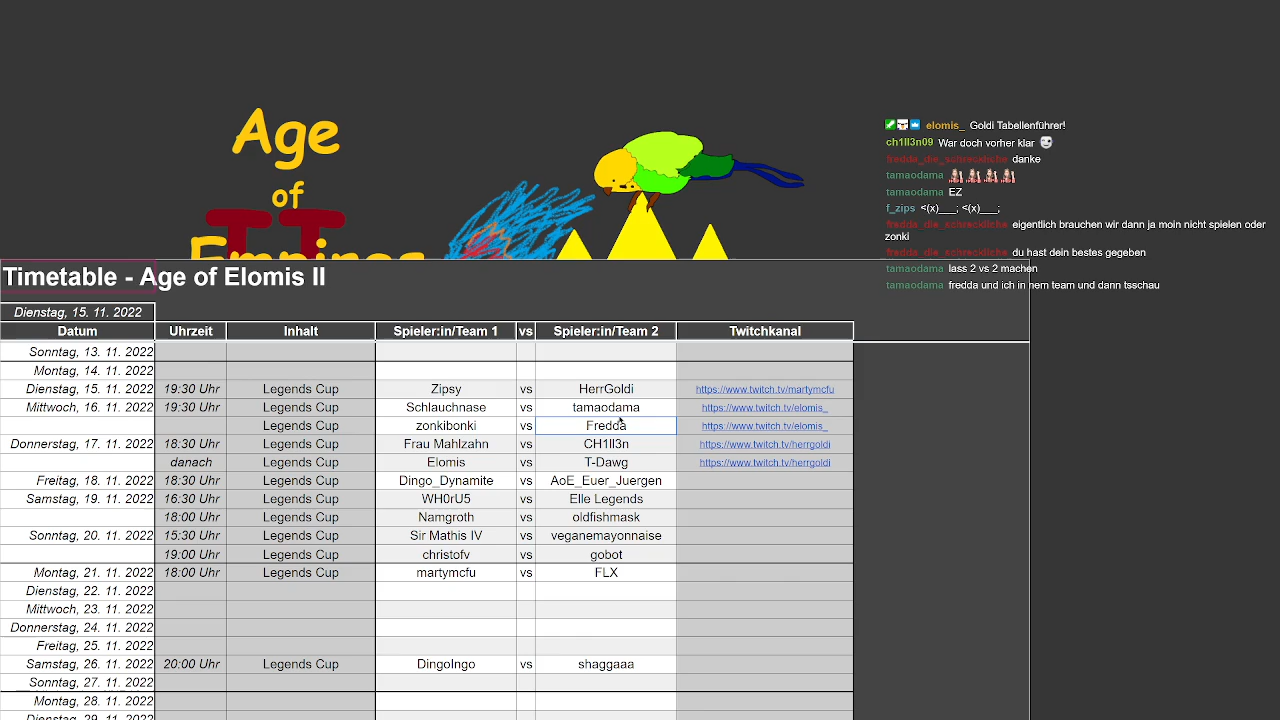 Age
of
II
Empires
elomis_ Goldi Tabellenführer!
ch1ll3n09 War doch vorher klar
fredda_die_schreckliche danke
tamaodama
tamaodama EZ
f_zips <(x)___; <(x)___;
fredda_die_schreckliche eigentlich brauchen wir dann ja moin nicht spielen oder
zonki
fredda_die_schreckliche du hast dein bestes gegeben
tamaodama lass 2 vs 2 machen
tamaodama fredda und ich in nem team und dann tsschau
Timetable - Age of Elomis II
Dienstag, 15. 11. 2022
Datum Uhrzeit Inhalt Spieler:in/Team 1 vs Spieler:in/Team 2 Twitchkanal
Sonntag, 13. 11. 2022
Montag, 14. 11. 2022
Dienstag, 15. 11. 2022 19:30 Uhr Legends Cup Zipsy vs HerrGoldi https://www.twitch.tv/martymcfu
Mittwoch, 16. 11. 2022 19:30 Uhr Legends Cup Schlauchnase vs tamaodama https://www.twitch.tv/elomis_
Legends Cup zonkibonki vs Fredda https://www.twitch.tv/elomis_
Donnerstag, 17. 11. 2022 18:30 Uhr Legends Cup Frau Mahlzahn vs CH1ll3n https://www.twitch.tv/herrgoldi
danach Legends Cup Elomis vs T-Dawg https://www.twitch.tv/herrgoldi
Freitag, 18. 11. 2022 18:30 Uhr Legends Cup Dingo_Dynamite vs AoE_Euer_Juergen
Samstag, 19. 11. 2022 16:30 Uhr Legends Cup WH0rU5 vs Elle Legends
18:00 Uhr Legends Cup Namgroth vs oldfishmask
Sonntag, 20. 11. 2022 15:30 Uhr Legends Cup Sir Mathis IV vs veganemayonnaise
19:00 Uhr Legends Cup christofv vs gobot
Montag, 21. 11. 2022 18:00 Uhr Legends Cup martymcfu vs FLX
Dienstag, 22. 11. 2022
Mittwoch, 23. 11. 2022
Donnerstag, 24. 11. 2022
Freitag, 25. 11. 2022
Samstag, 26. 11. 2022 20:00 Uhr Legends Cup DingoIngo vs shaggaaa
Sonntag, 27. 11. 2022
Montag, 28. 11. 2022
Dienstag, 29. 11. 2022